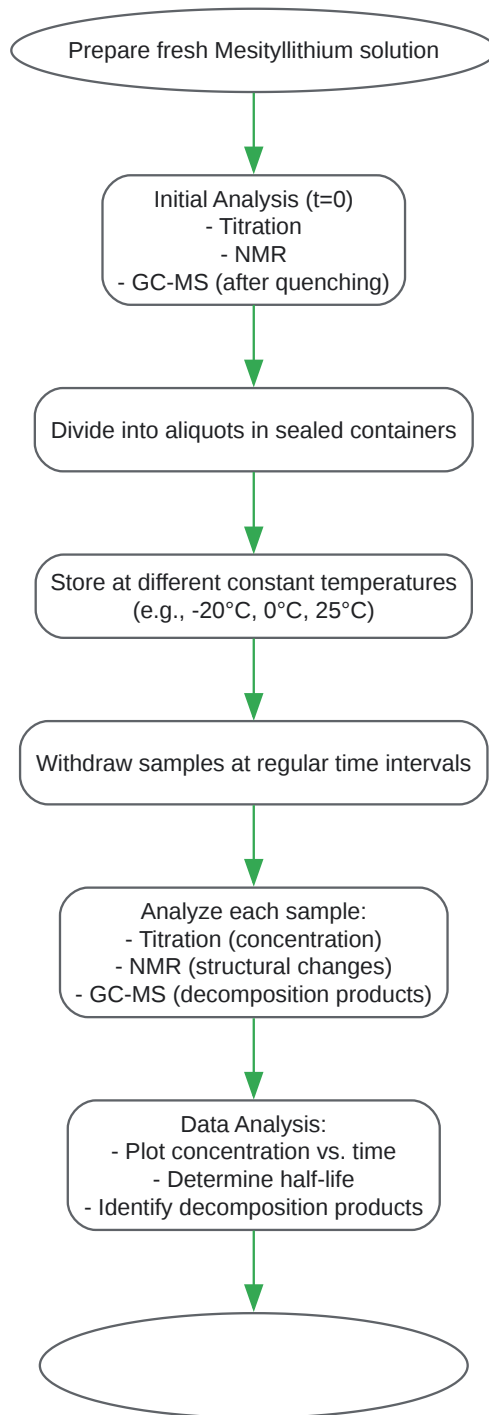 Prepare fresh Mesityllithium solution
Initial Analysis (t=0)
- Titration
- NMR
- GC-MS (after quenching)
Divide into aliquots in sealed containers
Store at different constant temperatures
(e.g., -20°C, 0°C, 25°C)
Withdraw samples at regular time intervals
Analyze each sample:
- Titration (concentration)
- NMR (structural changes)
- GC-MS (decomposition products)
Data Analysis:
- Plot concentration vs. time
- Determine half-life
- Identify decomposition products